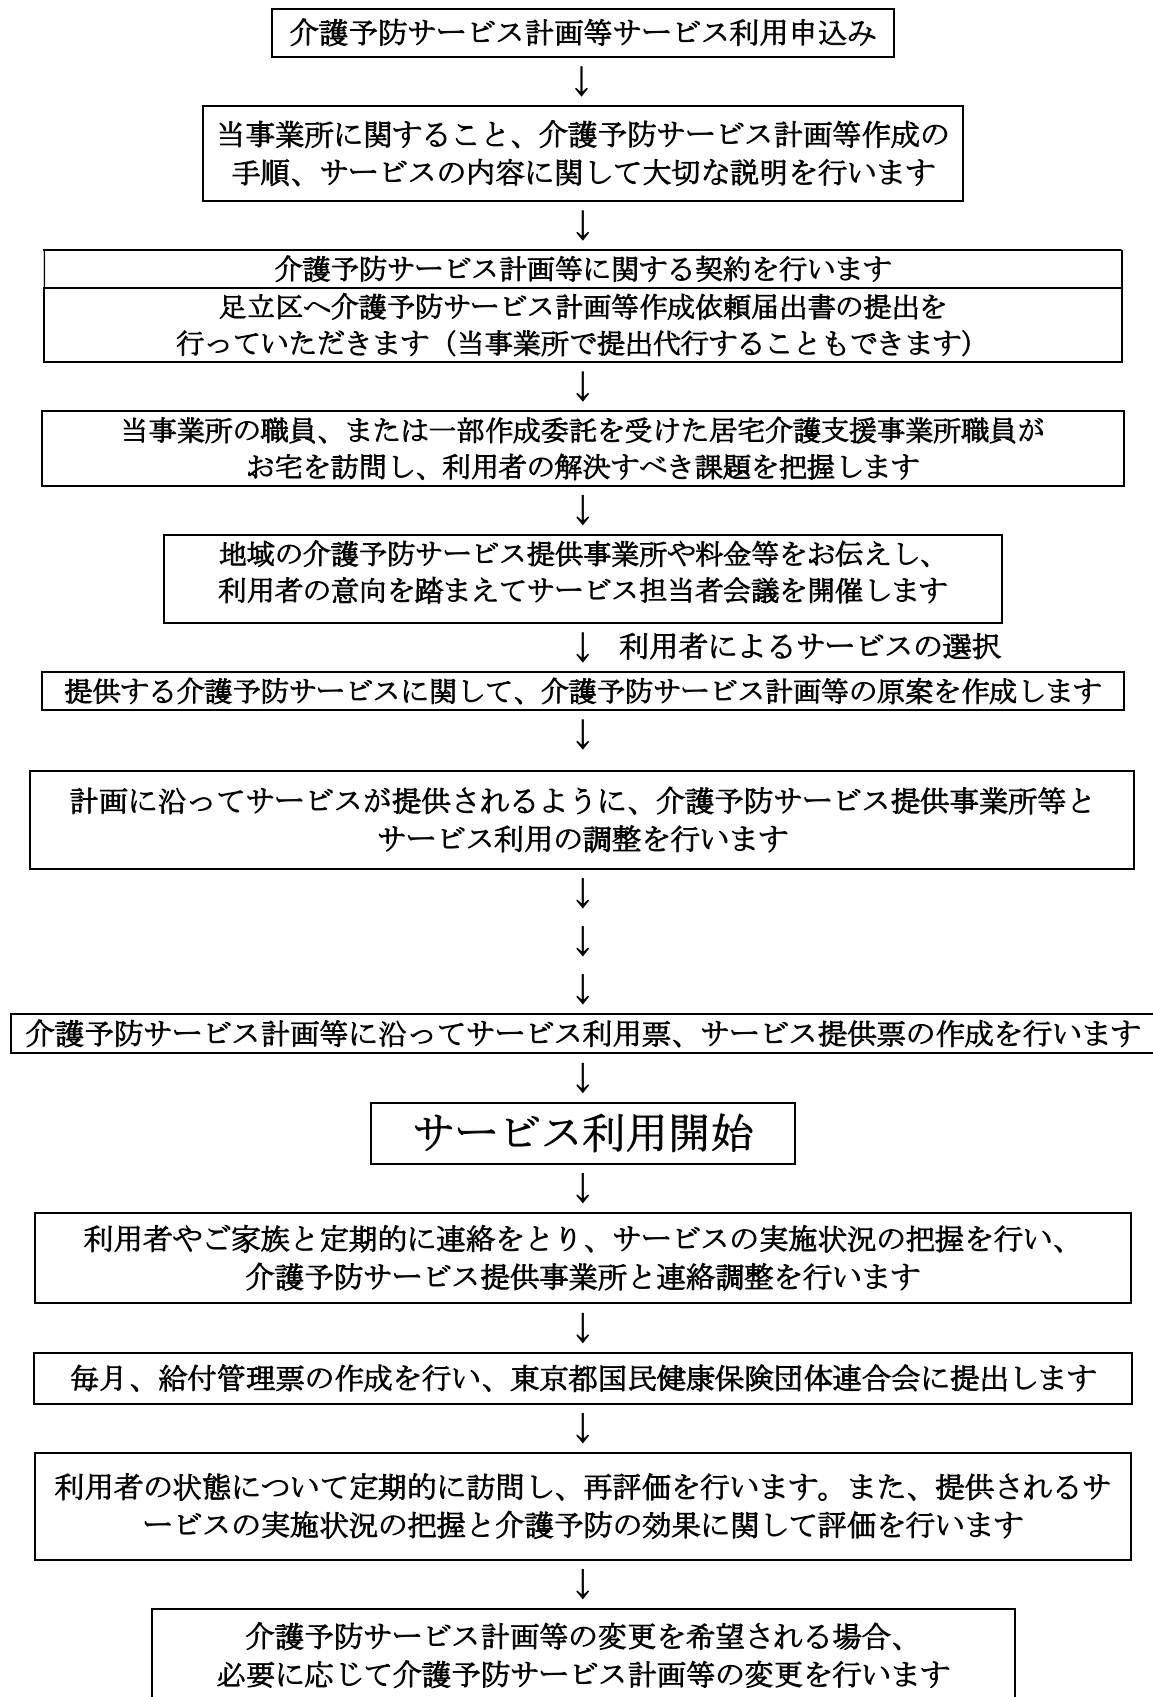 介護予防サービス計画等サービス利用申込み
↓
当事業所に関すること、介護予防サービス計画等作成の
手順、サービスの内容に関して大切な説明を行います
↓
介護予防サービス計画等に関する契約を行います
足立区へ介護予防サービス計画等作成依頼届出書の提出を
行っていただきます（当事業所で提出代行することもできます）
↓
当事業所の職員、または一部作成委託を受けた居宅介護支援事業所職員が
お宅を訪問し、利用者の解決すべき課題を把握します
↓
地域の介護予防サービス提供事業所や料金等をお伝えし、
利用者の意向を踏まえてサービス担当者会議を開催します
↓ 利用者によるサービスの選択
提供する介護予防サービスに関して、介護予防サービス計画等の原案を作成します
↓
計画に沿ってサービスが提供されるように、介護予防サービス提供事業所等と
サービス利用の調整を行います
↓
↓
↓
介護予防サービス計画等に沿ってサービス利用票、サービス提供票の作成を行います
↓
サービス利用開始
↓
利用者やご家族と定期的に連絡をとり、サービスの実施状況の把握を行い、
介護予防サービス提供事業所と連絡調整を行います
↓
毎月、給付管理票の作成を行い、東京都国民健康保険団体連合会に提出します
↓
利用者の状態について定期的に訪問し、再評価を行います。また、提供されるサ
ービスの実施状況の把握と介護予防の効果に関して評価を行います
↓
介護予防サービス計画等の変更を希望される場合、
必要に応じて介護予防サービス計画等の変更を行います